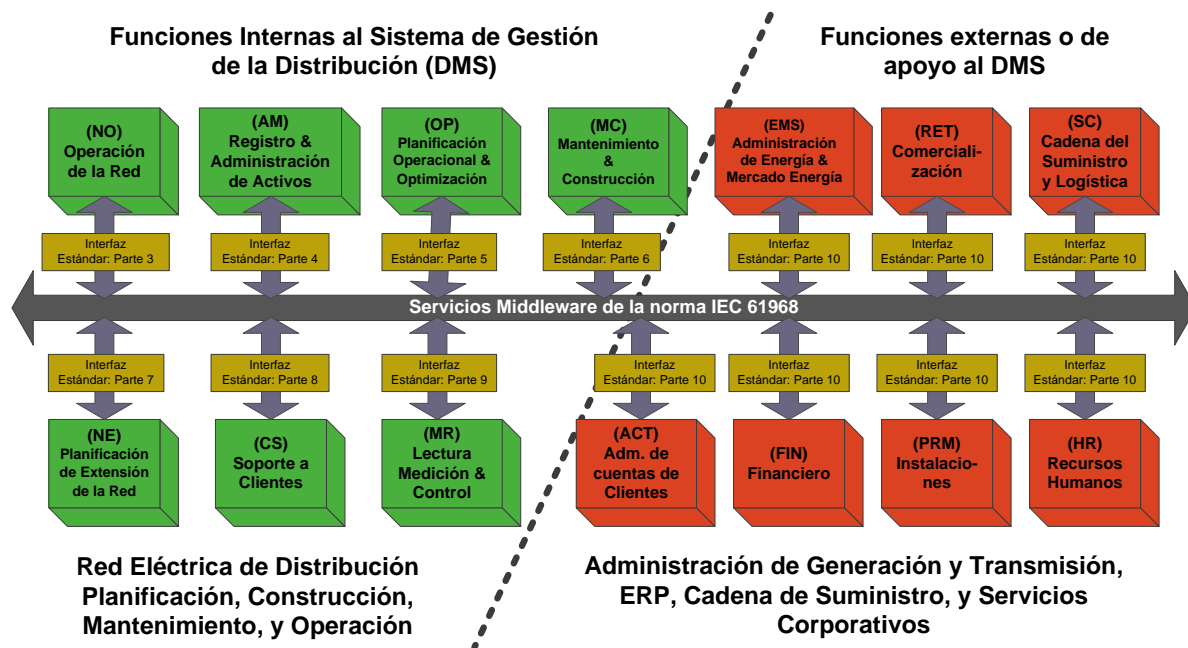 Funciones Internas al Sistema de Gestión
de la Distribución (DMS)
Funciones externas o de
apoyo al DMS
(NO)
Operación
de la Red
(AM)
Registro &
Administración
de Activos
(OP)
Planificación
Operacional &
Optimización
(MC)
Mantenimiento
&
Construcción
(EMS)
Administración
de Energía &
Mercado Energía
(RET)
Comerciali-
zación
(SC)
Cadena del
Suministro
y Logística
Interfaz
Estándar: Parte 3
Interfaz
Estándar: Parte 4
Interfaz
Estándar: Parte 5
Interfaz
Estándar: Parte 6
Interfaz
Estándar: Parte 10
Interfaz
Estándar: Parte 10
Interfaz
Estándar: Parte 10
Servicios Middleware de la norma IEC 61968
Interfaz
Estándar: Parte 7
Interfaz
Estándar: Parte 8
Interfaz
Estándar: Parte 9
Interfaz
Estándar: Parte 10
Interfaz
Estándar: Parte 10
Interfaz
Estándar: Parte 10
Interfaz
Estándar: Parte 10
(NE)
Planificación
de Extensión
de la Red
(CS)
Soporte a
Clientes
(MR)
Lectura
Medición &
Control
(ACT)
Adm. de
cuentas de
Clientes
(FIN)
Financiero
(PRM)
Instalacio-
nes
(HR)
Recursos
Humanos
Red Eléctrica de Distribución
Planificación, Construcción,
Mantenimiento, y Operación
Administración de Generación y Transmisión,
ERP, Cadena de Suministro, y Servicios
Corporativos